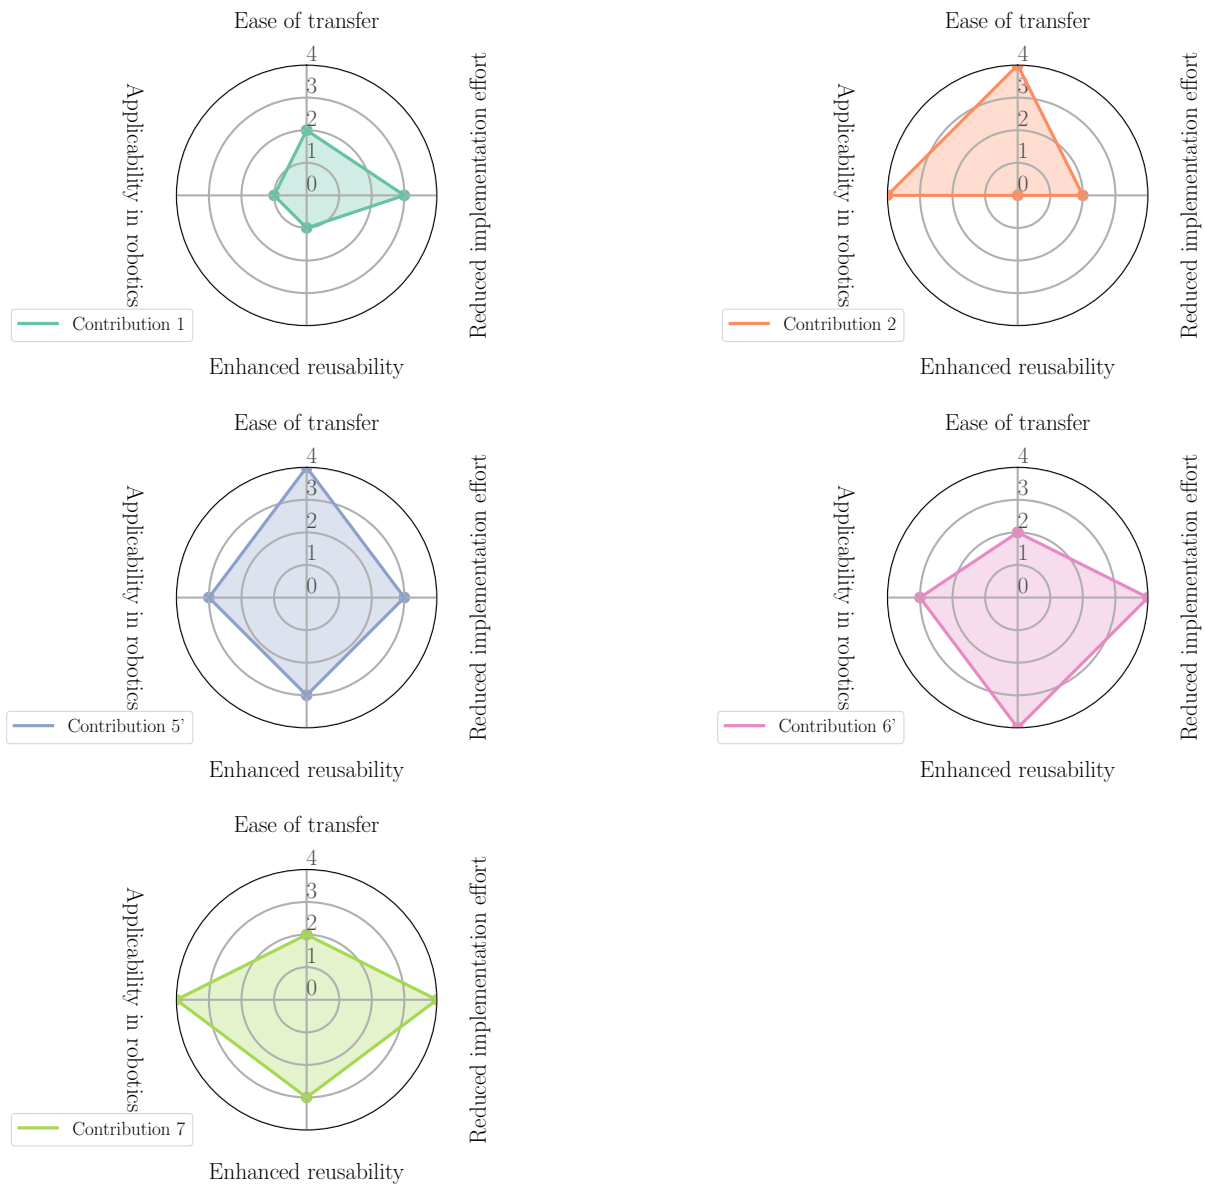 Ease of transfer
4
3
2
1
0
Applicability in robotics
Reduced implementation effort
Contribution 1
Enhanced reusability
Ease of transfer
4
3
2
1
0
Applicability in robotics
Reduced implementation effort
Contribution 2
Enhanced reusability
Ease of transfer
4
3
2
1
0
Applicability in robotics
Reduced implementation effort
Contribution 5'
Enhanced reusability
Ease of transfer
4
3
2
1
0
Applicability in robotics
Reduced implementation effort
Contribution 6'
Enhanced reusability
Ease of transfer
4
3
2
1
0
Applicability in robotics
Reduced implementation effort
Contribution 7
Enhanced reusability